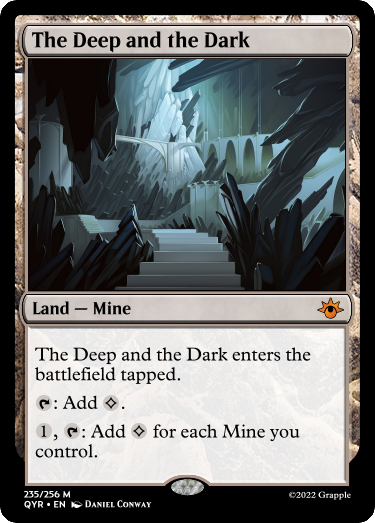 The Deep and the Dark
Land — Mine
The Deep and the Dark enters the
battlefield tapped.
: Add .
1, : Add  for each Mine you
control.
235/256 M
QYR • EN Daniel Conway
©2022 Grapple